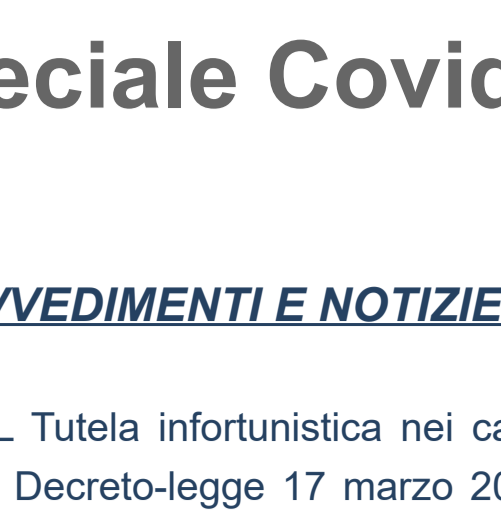 eciale Covid
VVEDIMENTI E NOTIZIE
L Tutela infortunistica nei ca
Decreto-legge 17 marzo 20